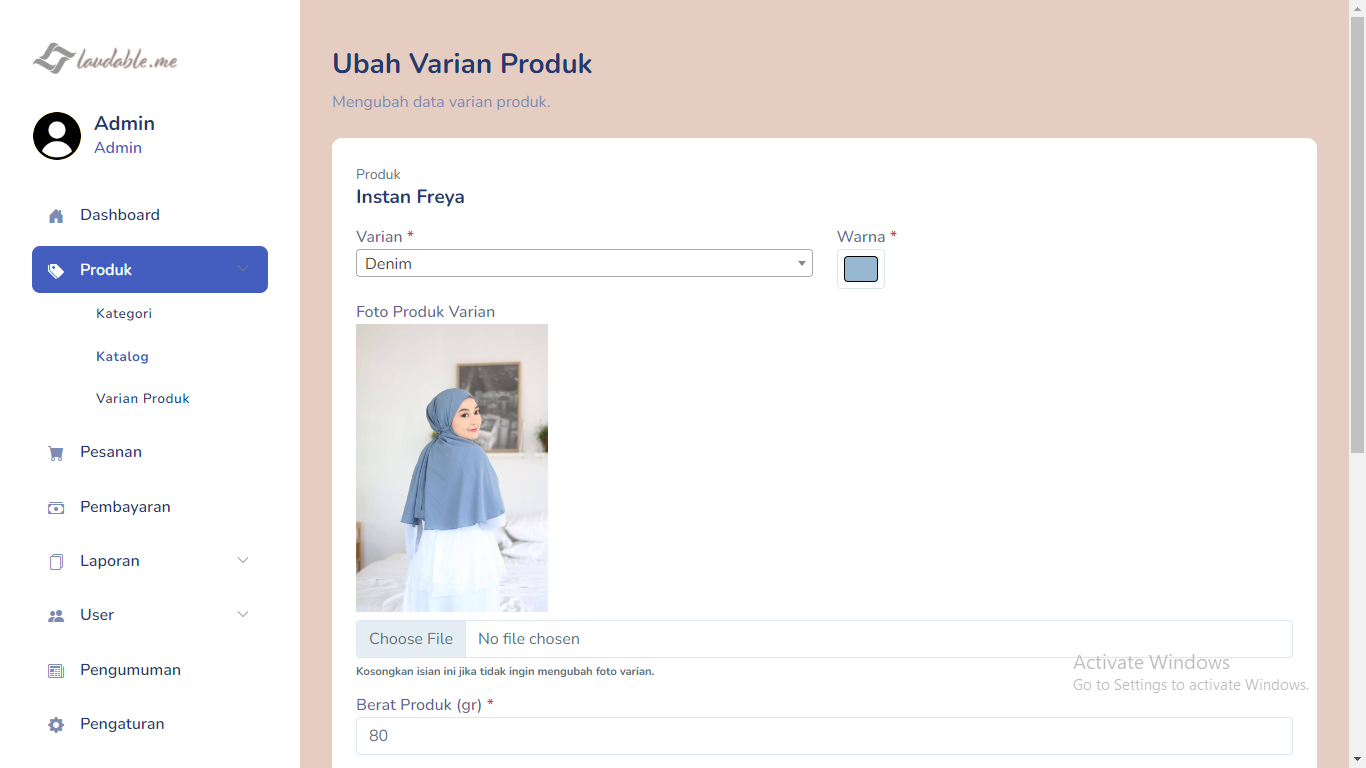 laudable.me
Admin
Admin
Dashboard
Produk
Kategori
Katalog
Varian Produk
Pesanan
Pembayaran
Laporan
User
Pengumuman
Pengaturan
Ubah Varian Produk
Mengubah data varian produk.
Produk
Instan Freya
Varian *
Warna *
Denim
Foto Produk Varian
Choose File No file chosen
Kosongkan isian ini jika tidak ingin mengubah foto varian.
Berat Produk (gr) *
80
Activate Windows
Go to Settings to activate Windows.